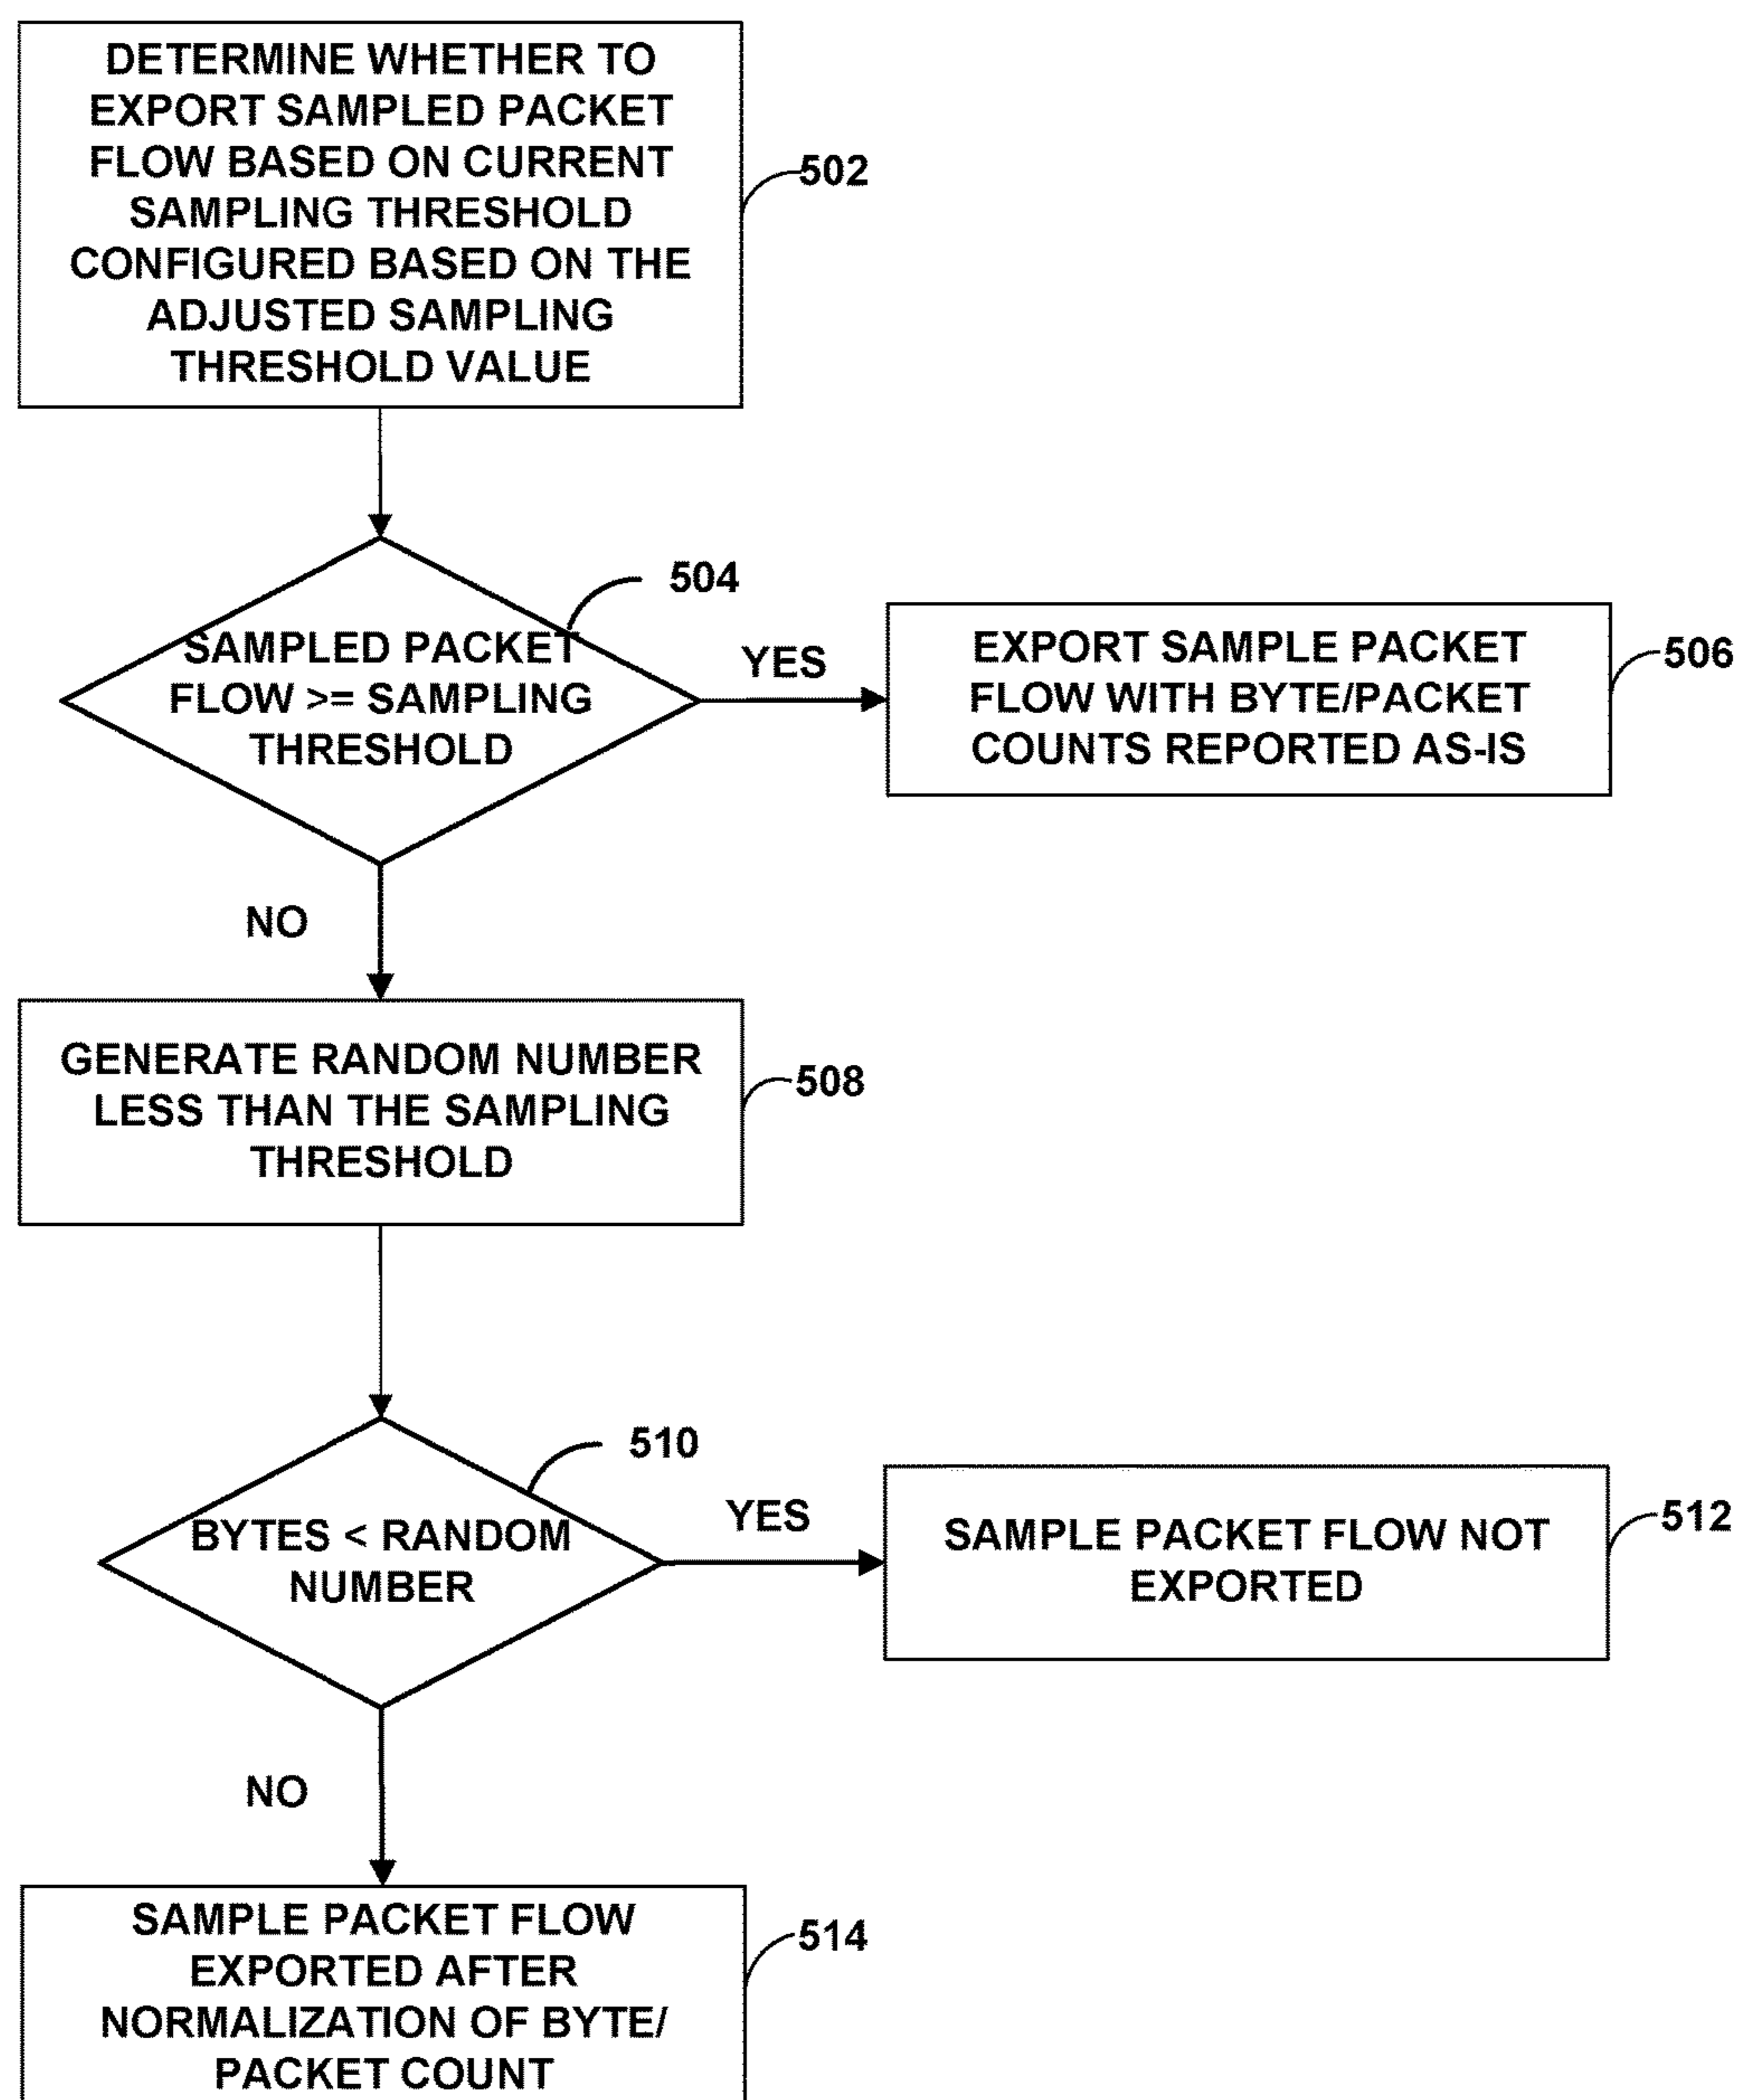 DETERMINE WHETHER TO
EXPORT SAMPLED PACKET
FLOW BASED ON CURRENT
SAMPLING THRESHOLD
CONFIGURED BASED ON THE
ADJUSTED SAMPLING
THRESHOLD VALUE
502
504
SAMPLED PACKET
FLOW >= SAMPLING
THRESHOLD
YES
EXPORT SAMPLE PACKET
FLOW WITH BYTE/PACKET
COUNTS REPORTED AS-IS
506
NO
GENERATE RANDOM NUMBER
LESS THAN THE SAMPLING
THRESHOLD
508
510
BYTES < RANDOM
NUMBER
YES
SAMPLE PACKET FLOW NOT
EXPORTED
512
NO
SAMPLE PACKET FLOW
EXPORTED AFTER
NORMALIZATION OF BYTE/
PACKET COUNT
514